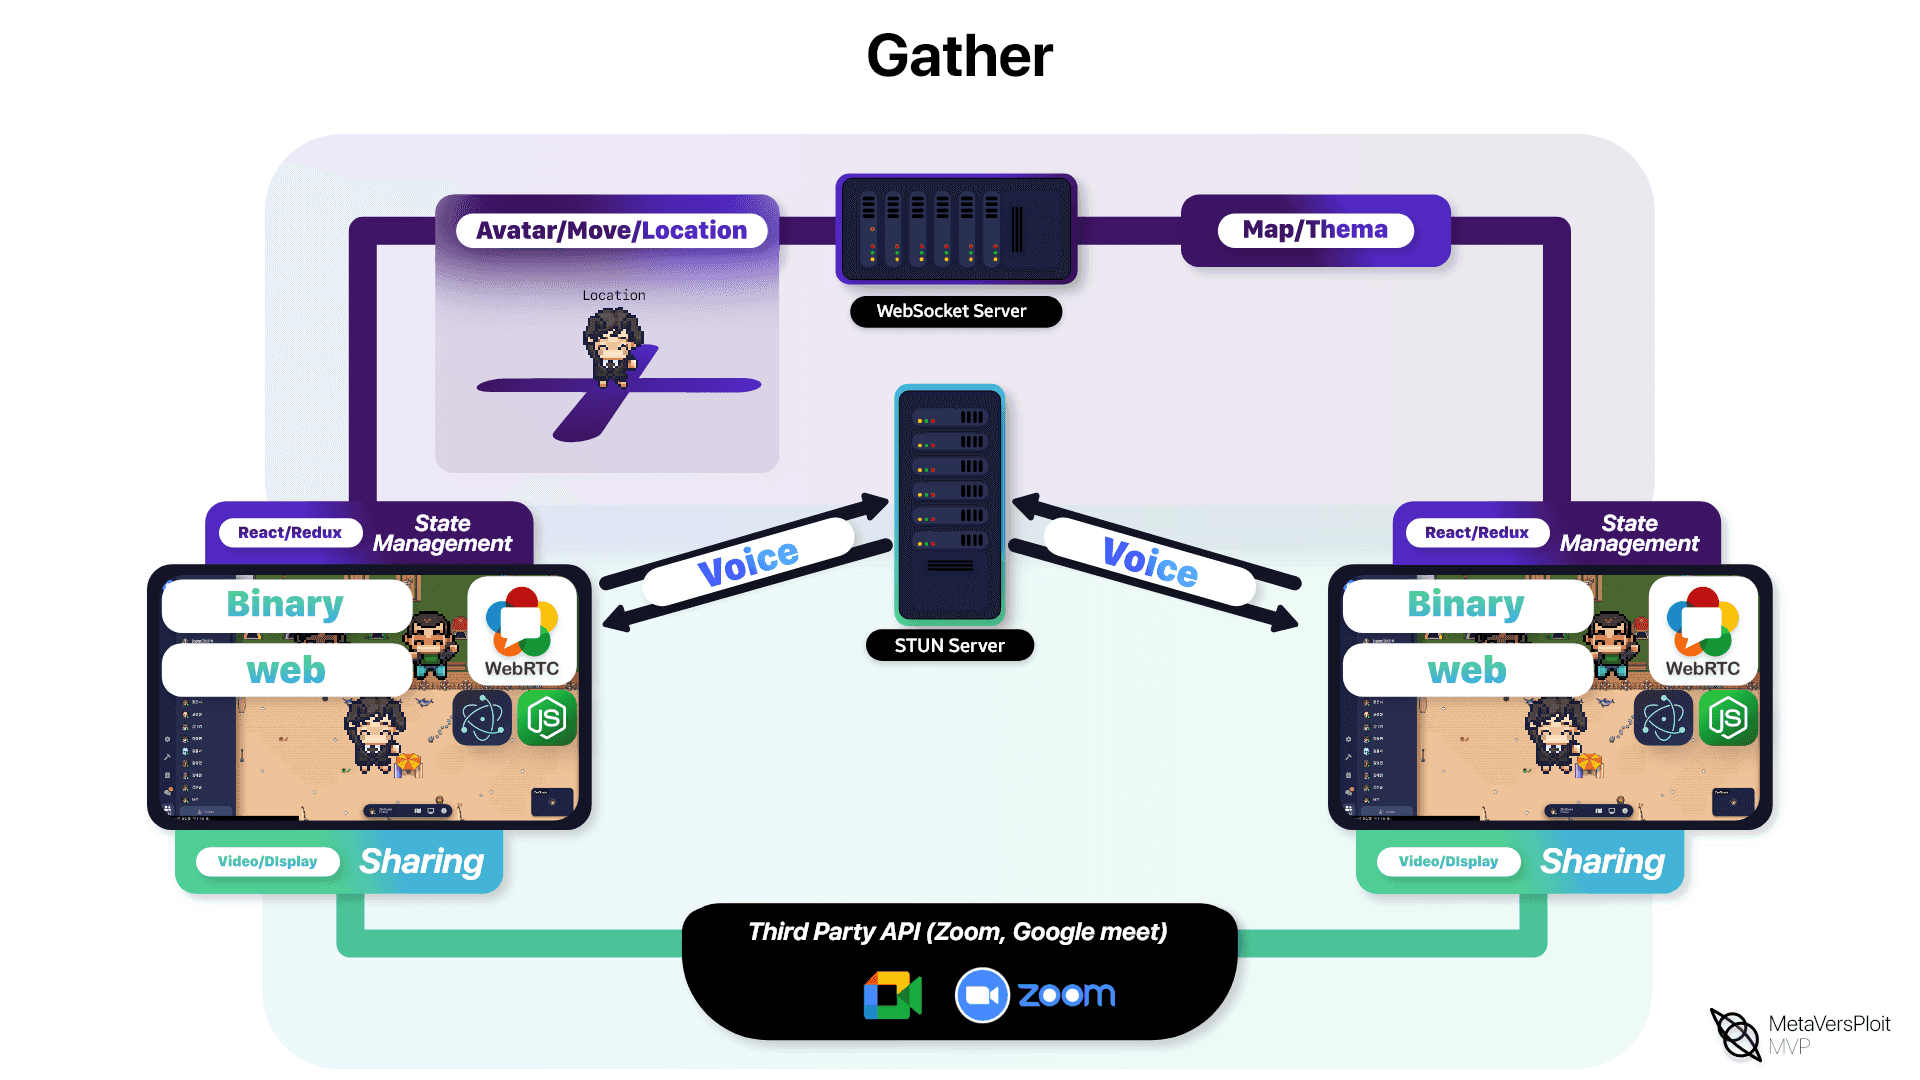 Gather
Avatar/Move/Location
Map/Thema
Location
WebSocket Server
React/Redux
State
Management
React/Redux
State
Management
Voice
Voice
Binary
web
WebRTC
JS
STUN Server
Binary
web
WebRTC
JS
Video/DIsplay
Sharing
Video/DIsplay
Sharing
Third Party API (Zoom, Google meet)
zoom
MetaVersPloit
MVP